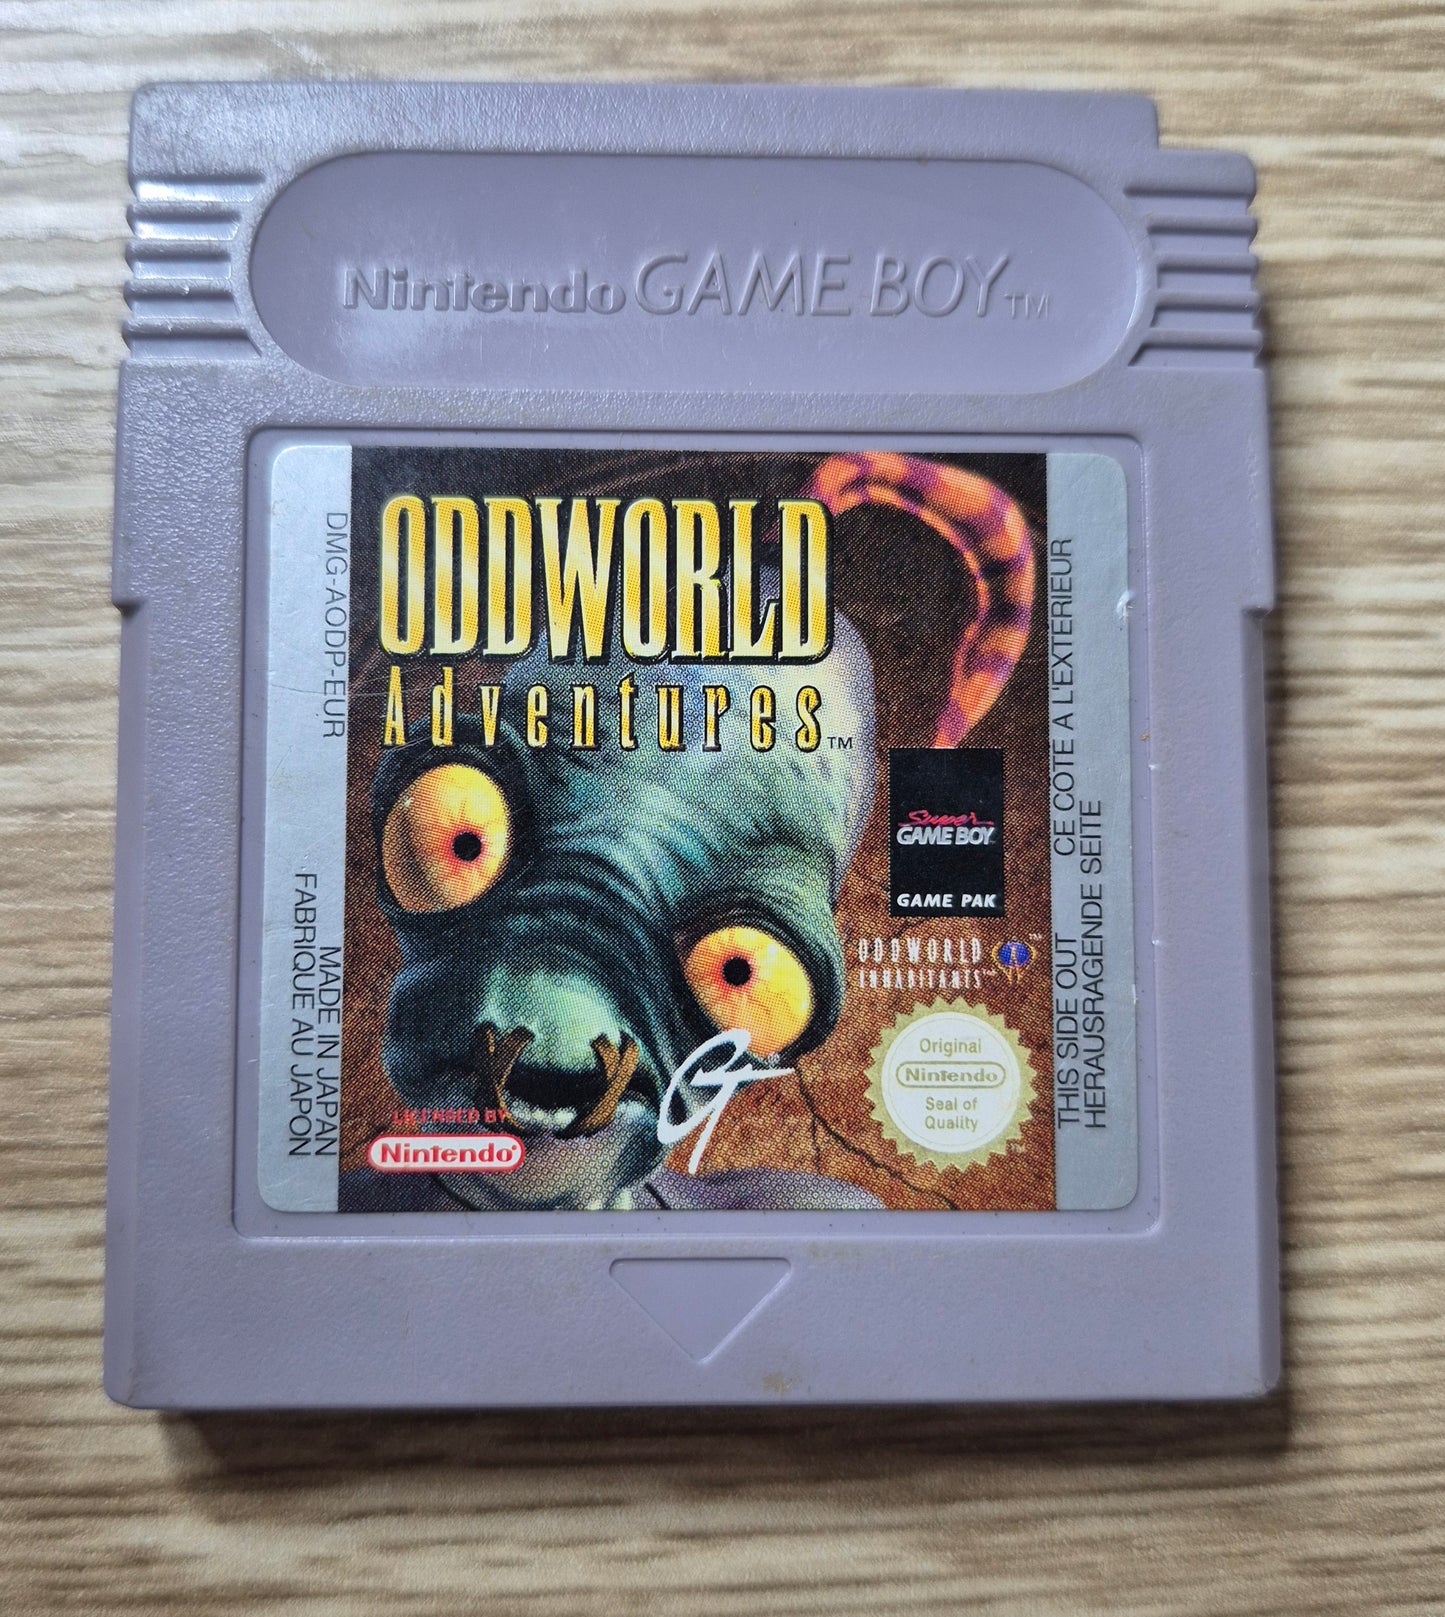 Nintendo GAME BOY TM
ODDWORLD
Adventures TM
DMG-AODP-EUR
MADE IN JAPAN
FABRIQUE AU JAPON
Super
GAME BOY
GAME PAK
ODDWORLD TM
INHABITANTS
Original
Nintendo
Seal of
Quality
LICENSED BY
Nintendo®
CE COTE A L'EXTERIEUR
THIS SIDE OUT
HERAUSRAGENDE SEITE